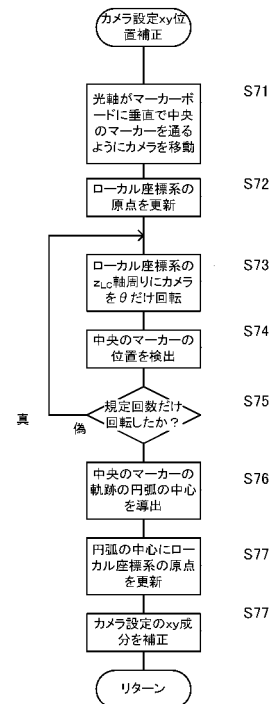 カメラ設定xy位
置補正
光軸がマーカーボ
ードに垂直で中央
のマーカーを通る
ようにカメラを移動
S71
ローカル座標系の
原点を更新
S72
ローカル座標系の
zLC軸周りにカメラ
をθだけ回転
S73
中央のマーカーの
位置を検出
S74
規定回数だけ
回転したか？
S75
真
偽
中央のマーカーの
軌跡の円弧の中心
を導出
S76
円弧の中心にロー
カル座標系の原点
を更新
S77
カメラ設定のxy成
分を補正
S77
リターン